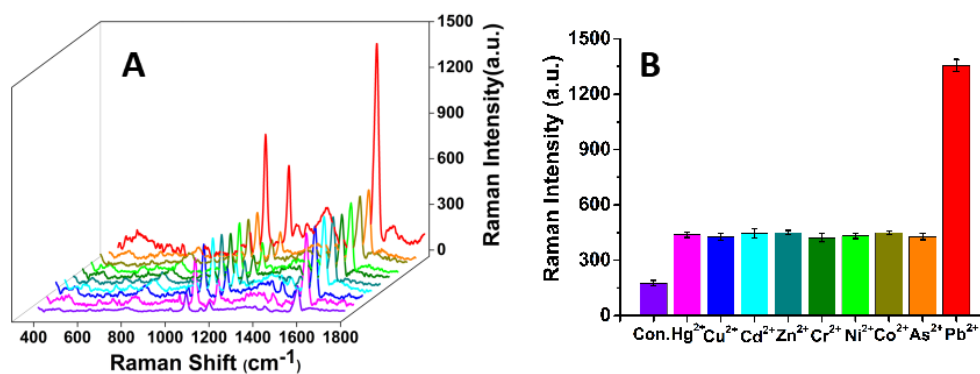 A
1500
1200
900
600
300
0
Raman Intensity(a.u.)
400 600 800 1000 1200 1400 1600 1800
Raman Shift (cm⁻¹)
B
1500
1200
900
600
300
0
Raman Intensity (a.u.)
Con. Hg²⁺ Cu²⁺ Cd²⁺ Zn²⁺ Cr²⁺ Ni²⁺ Co²⁺ As²⁺ Pb²⁺